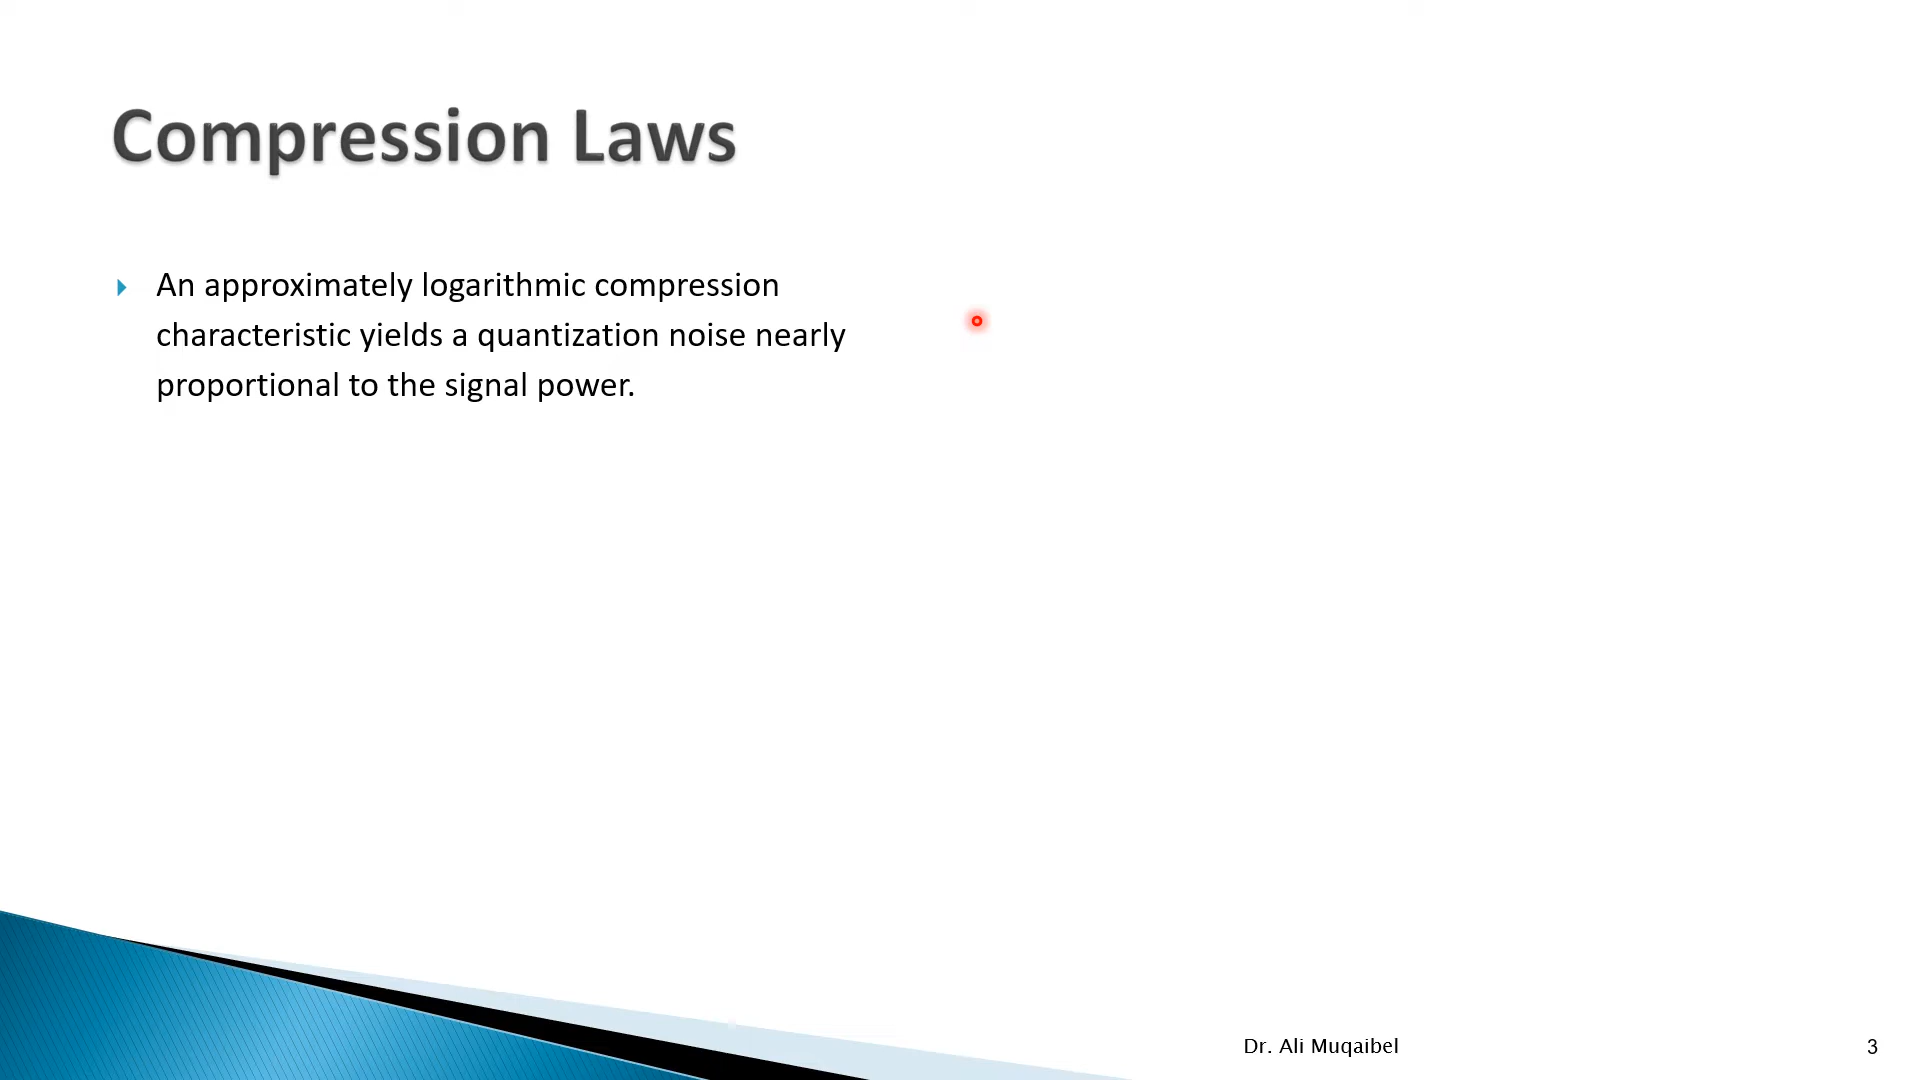 Compression Laws
An approximately logarithmic compression
characteristic yields a quantization noise nearly
proportional to the signal power.
Dr. Ali Muqaibel
3